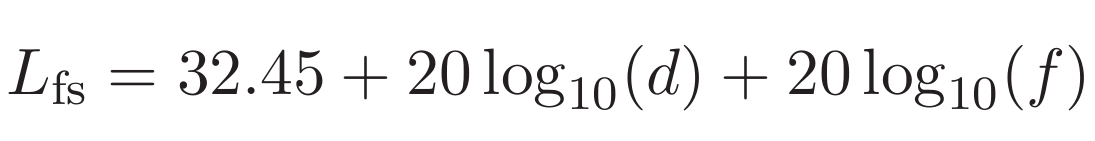 L_fs = 32.45 + 20 log_10(d) + 20 log_10(f)